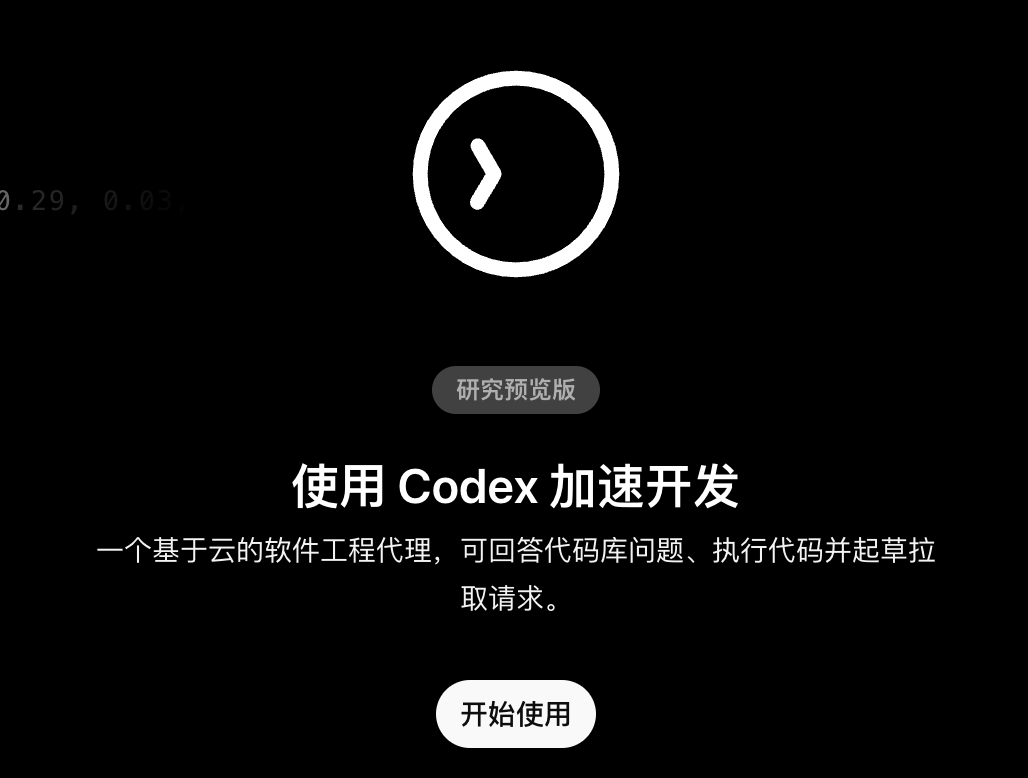 0.29, 0.03,
研究预览版
使用 Codex 加速开发
一个基于云的软件工程代理，可回答代码库问题、执行代码并起草拉
取请求。
开始使用